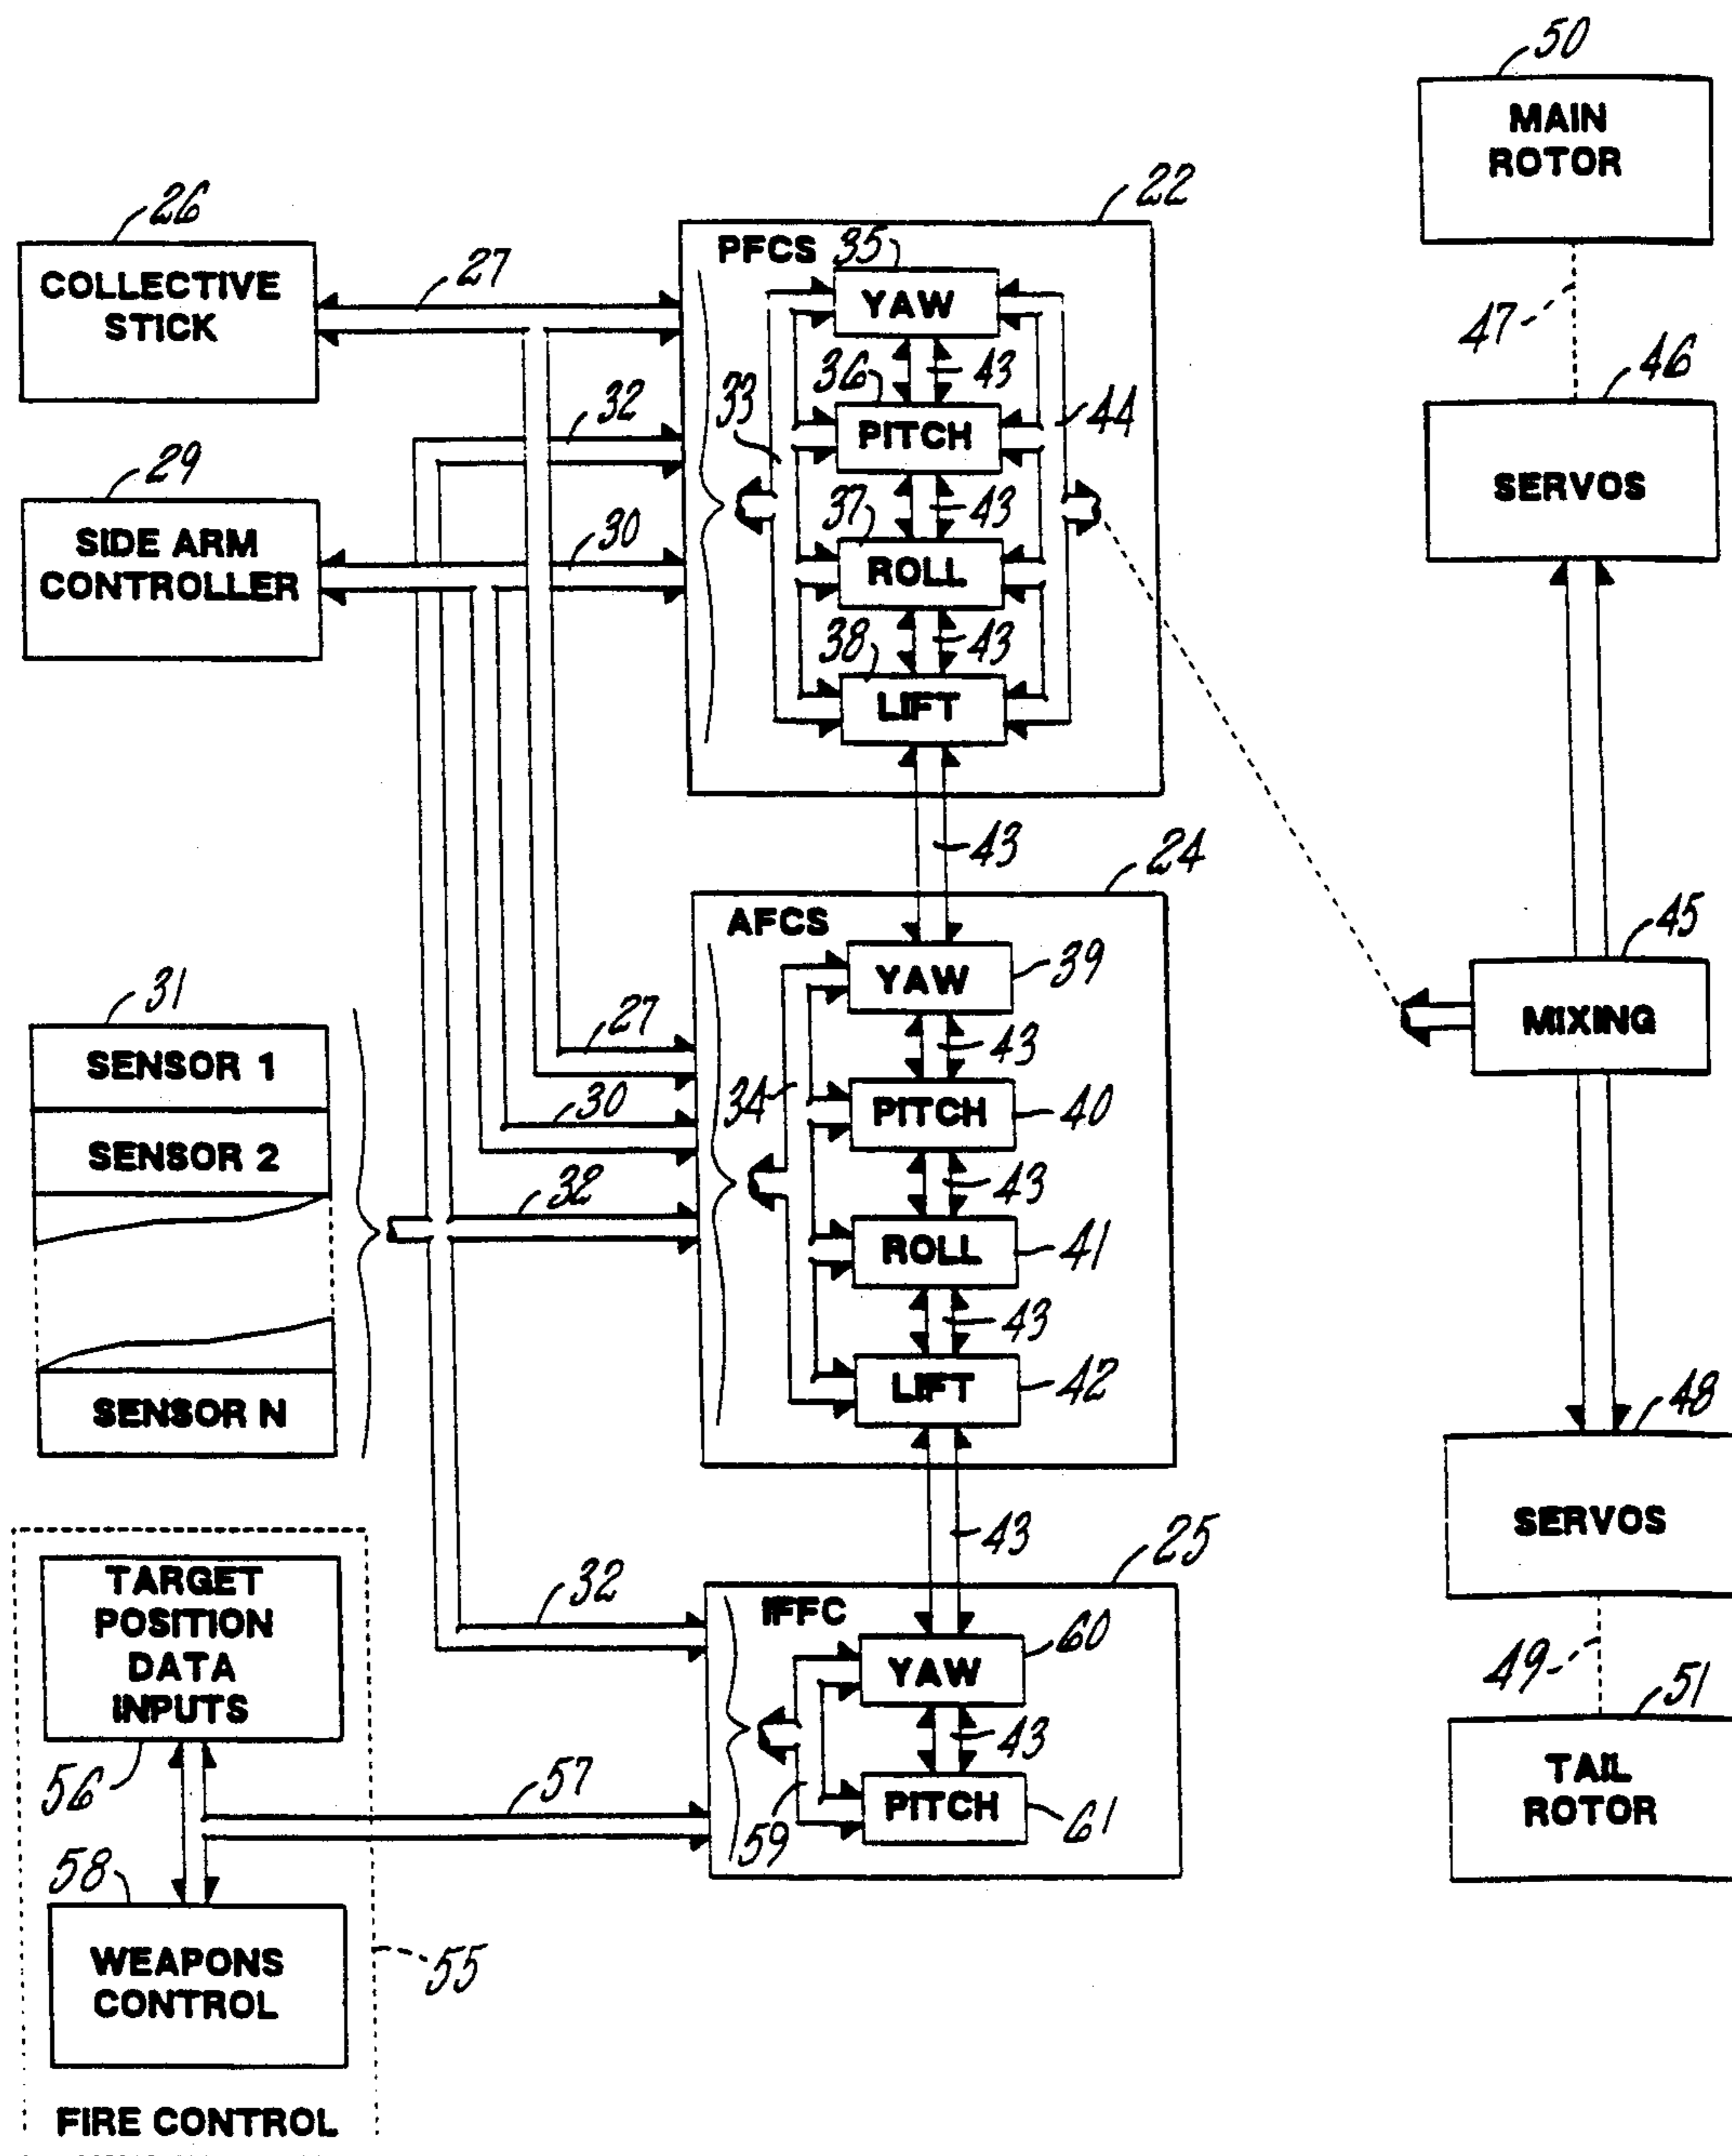 50
MAIN
ROTOR
47
46
SERVOS
26
COLLECTIVE
STICK
27
29
SIDE ARM
CONTROLLER
32
30
22
PFCS
35
YAW
43
36
PITCH
33
44
43
37
ROLL
43
38
LIFT
43
24
AFCS
YAW
39
43
34
PITCH
40
43
ROLL
41
43
LIFT
42
43
27
30
32
31
SENSOR 1
SENSOR 2
SENSOR N
45
MIXING
48
SERVOS
49
51
TAIL
ROTOR
25
IFFC
YAW
60
43
PITCH
61
59
32
57
TARGET
POSITION
DATA
INPUTS
56
58
WEAPONS
CONTROL
55
FIRE CONTROL